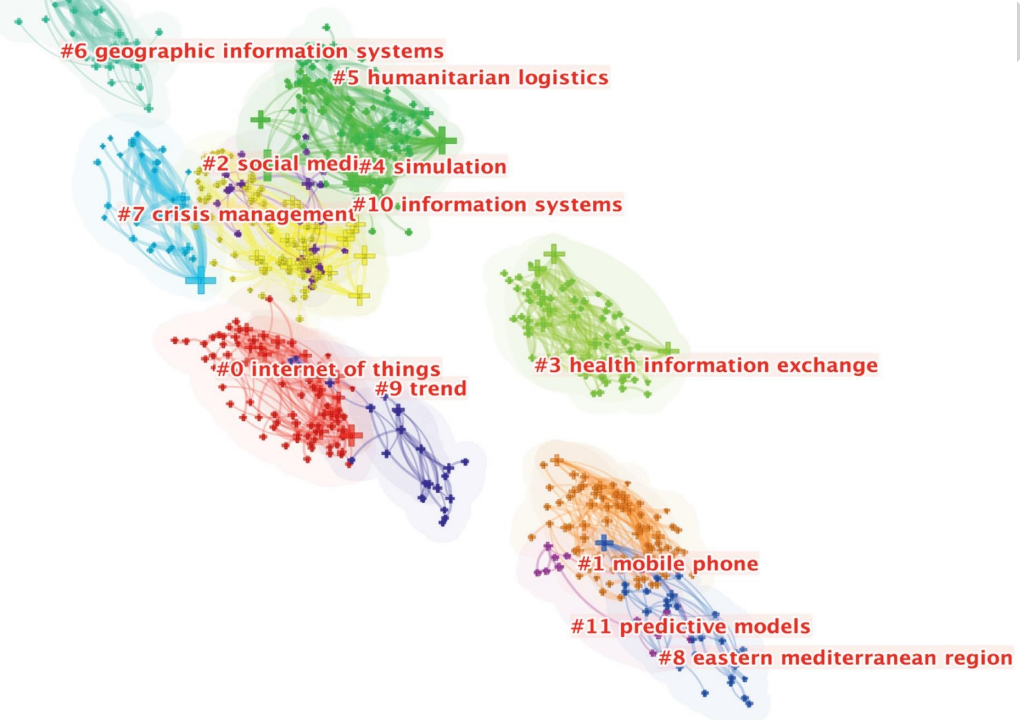 #6 geographic information systems
#5 humanitarian logistics
#2 social medi
#4 simulation
#10 information systems
#7 crisis management
#3 health information exchange
#0 internet of things
#9 trend
#1 mobile phone
#11 predictive models
#8 eastern mediterranean region